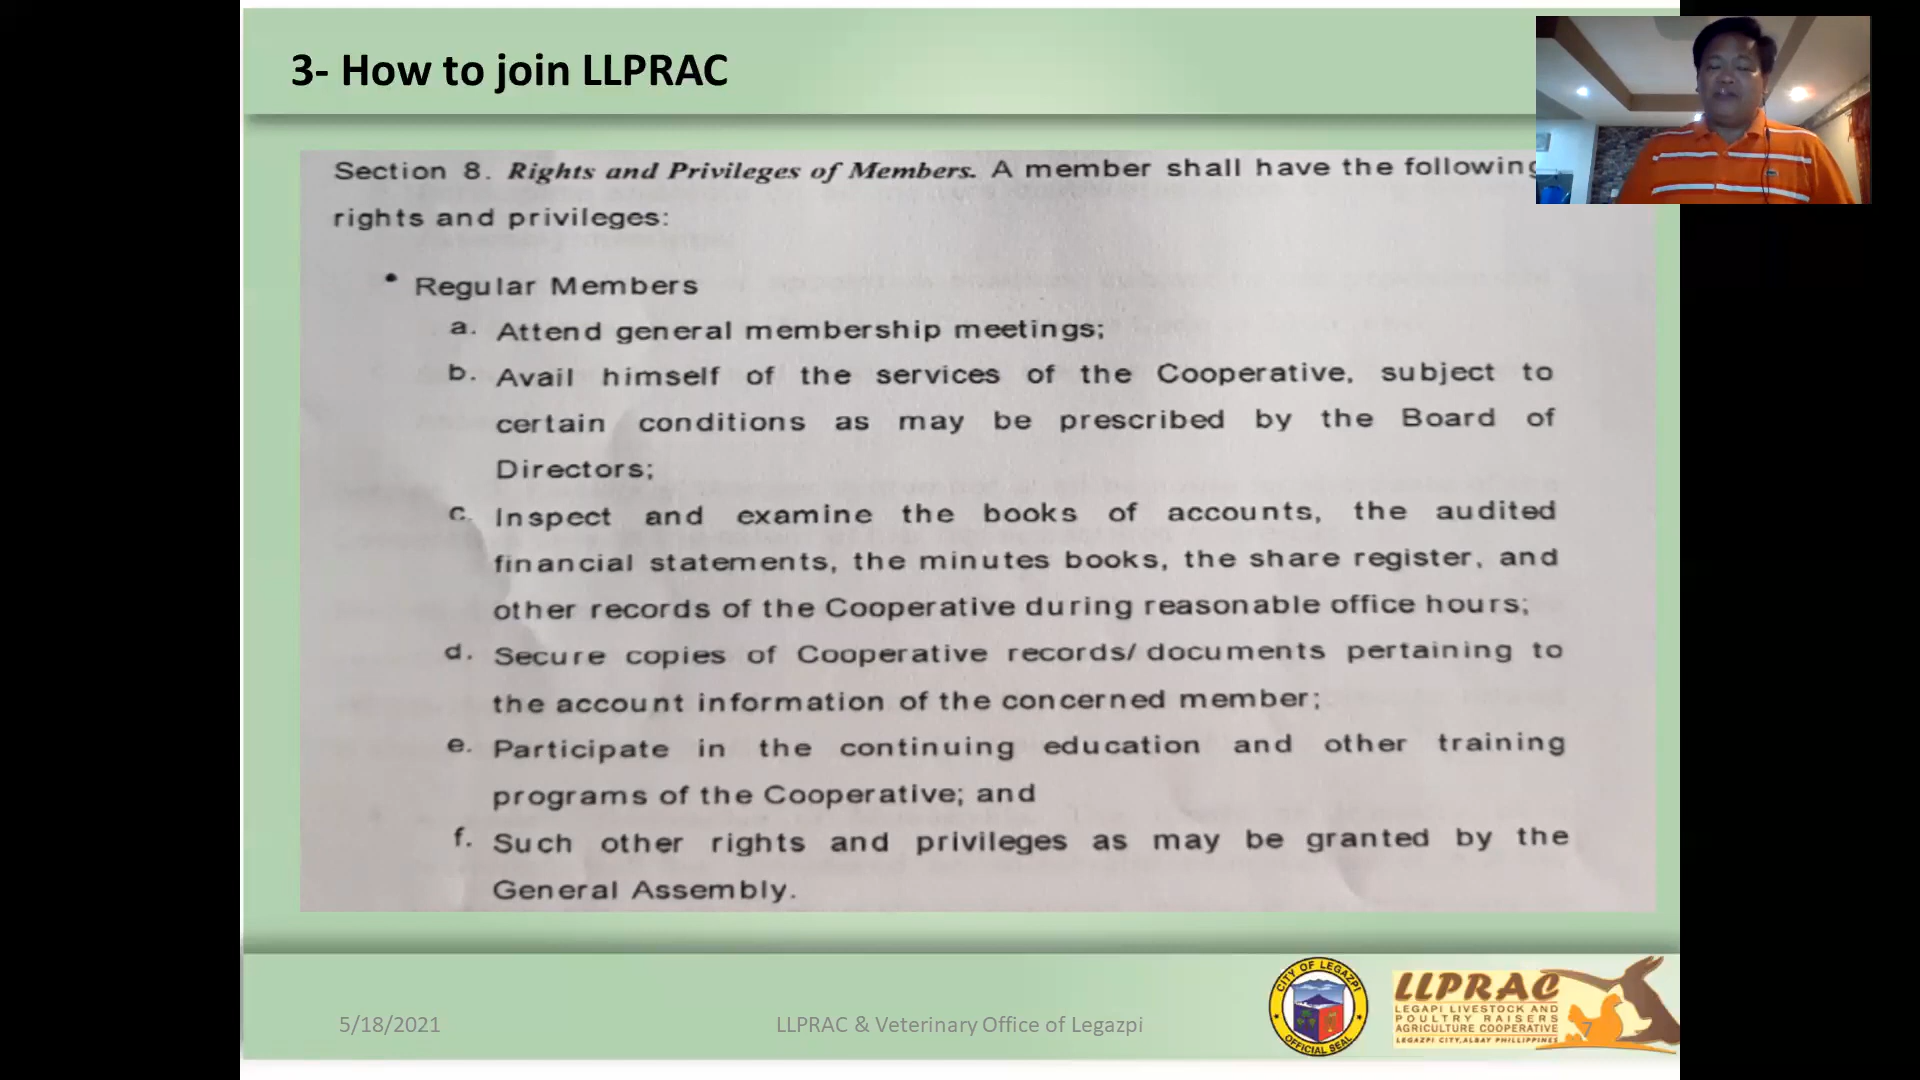 3- How to join LLPRAC
Section 8. Rights and Privileges of Members. A member shall have the following
rights and privileges:
• Regular Members
a. Attend general membership meetings;
b. Avail himself of the services of the Cooperative, subject to
certain conditions as may be prescribed by the Board of
Directors;
c. Inspect and examine the books of accounts, the audited
financial statements, the minutes books, the share register, and
other records of the Cooperative during reasonable office hours;
d. Secure copies of Cooperative records/ documents pertaining to
the account information of the concerned member;
e. Participate in the continuing education and other training
programs of the Cooperative; and
f. Such other rights and privileges as may be granted by the
General Assembly.
5/18/2021
LLPRAC & Veterinary Office of Legazpi
CITY OF LEGAZPI
OFFICIAL SEAL
LLPRAC
LEGAPI LIVESTOCK AND
POULTRY RAISERS
AGRICULTURE COOPERATIVE
LEGAZPI CITY, ALBAY PHILLIPPINES
7